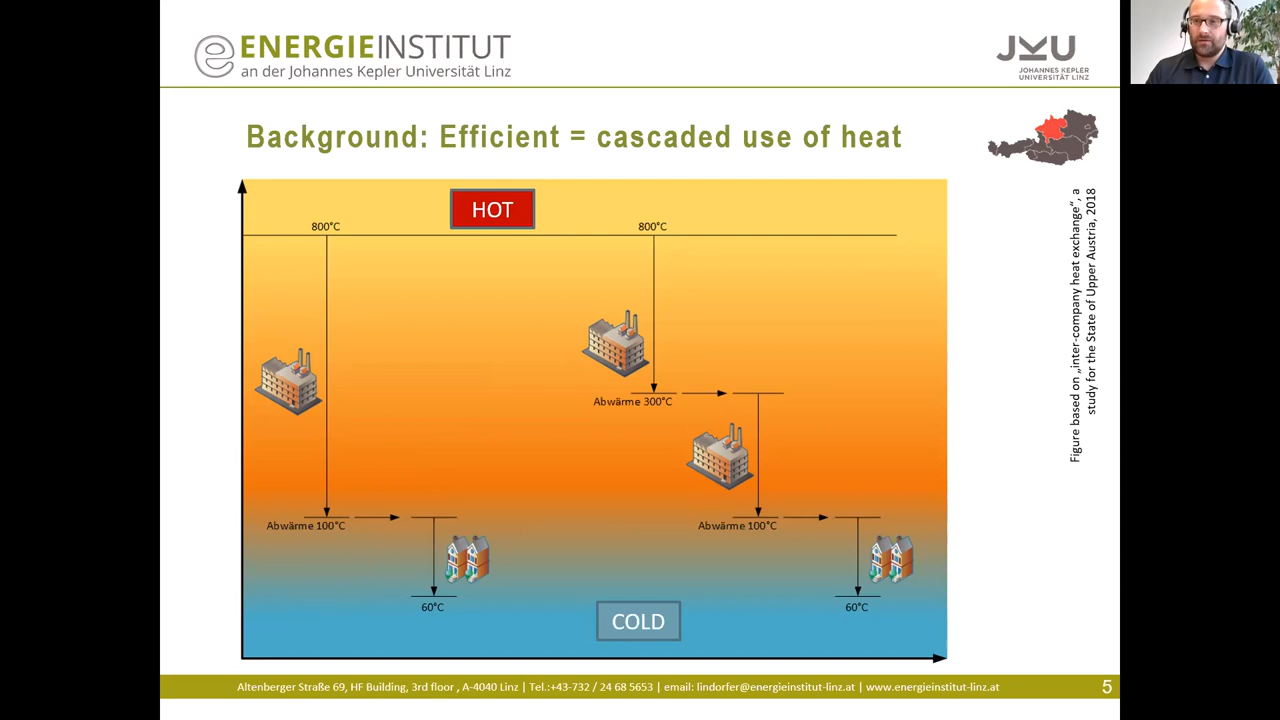 ENERGIEINSTITUT
an der Johannes Kepler Universität Linz
JKU
JOHANNES KEPLER
UNIVERSITÄT LINZ
Background: Efficient = cascaded use of heat
HOT
800°C
800°C
Abwärme 300°C
Abwärme 100°C
Abwärme 100°C
60°C
60°C
COLD
Figure based on „inter-company heat exchange“, a
study for the State of Upper Austria, 2018
Altenberger Straße 69, HF Building, 3rd floor , A-4040 Linz | Tel.:+43-732 / 24 68 5653 | email: lindorfer@energieinstitut-linz.at | www.energieinstitut-linz.at
5